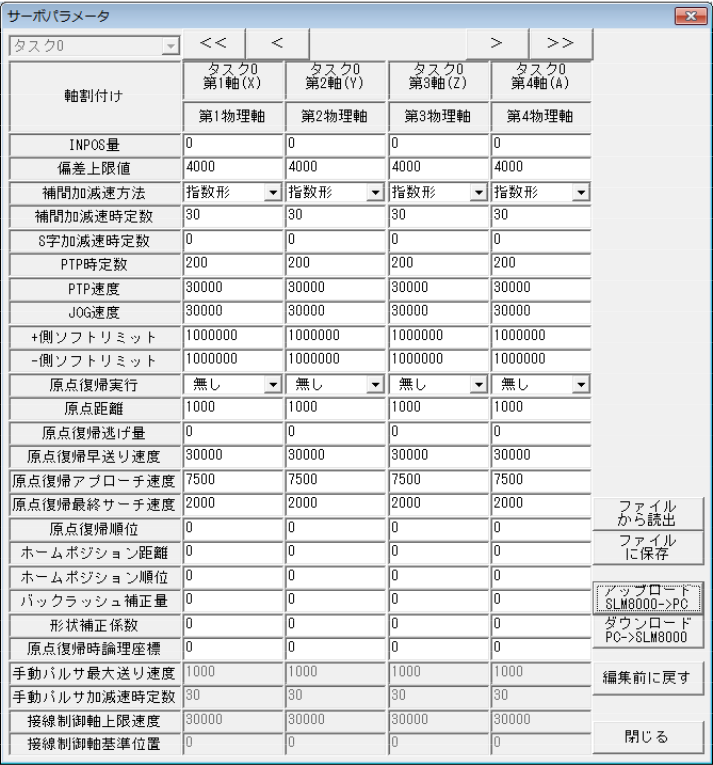 サーボパラメータ
タスク0 << < > >>
軸割付け
タスク0 タスク0 タスク0 タスク0
第1軸(X) 第2軸(Y) 第3軸(Z) 第4軸(A)
第1物理軸 第2物理軸 第3物理軸 第4物理軸
INPOS量 0 0 0 0
偏差上限値 4000 4000 4000 4000
補間加減速方法 指数形 指数形 指数形 指数形
補間加減速時定数 30 30 30 30
S字加減速時定数 0 0 0 0
PTP時定数 200 200 200 200
PTP速度 30000 30000 30000 30000
JOG速度 30000 30000 30000 30000
+側ソフトリミット 1000000 1000000 1000000 1000000
-側ソフトリミット 1000000 1000000 1000000 1000000
原点復帰実行 無し 無し 無し 無し
原点距離 1000 1000 1000 1000
原点復帰逃げ量 0 0 0 0
原点復帰早送り速度 30000 30000 30000 30000
原点復帰アプローチ速度 7500 7500 7500 7500
原点復帰最終サーチ速度 2000 2000 2000 2000
原点復帰順位 0 0 0 0
ホームポジション距離 0 0 0 0
ホームポジション順位 0 0 0 0
バックラッシュ補正量 0 0 0 0
形状補正係数 0 0 0 0
原点復帰時論理座標 0 0 0 0
手動パルサ最大送り速度 1000 1000 1000 1000
手動パルサ加減速時定数 30 30 30 30
接線制御軸上限速度 30000 30000 30000 30000
接線制御軸基準位置 0 0 0 0
ファイル
から読出
ファイル
に保存
アップロード
SLM8000->PC
ダウンロード
PC->SLM8000
編集前に戻す
閉じる